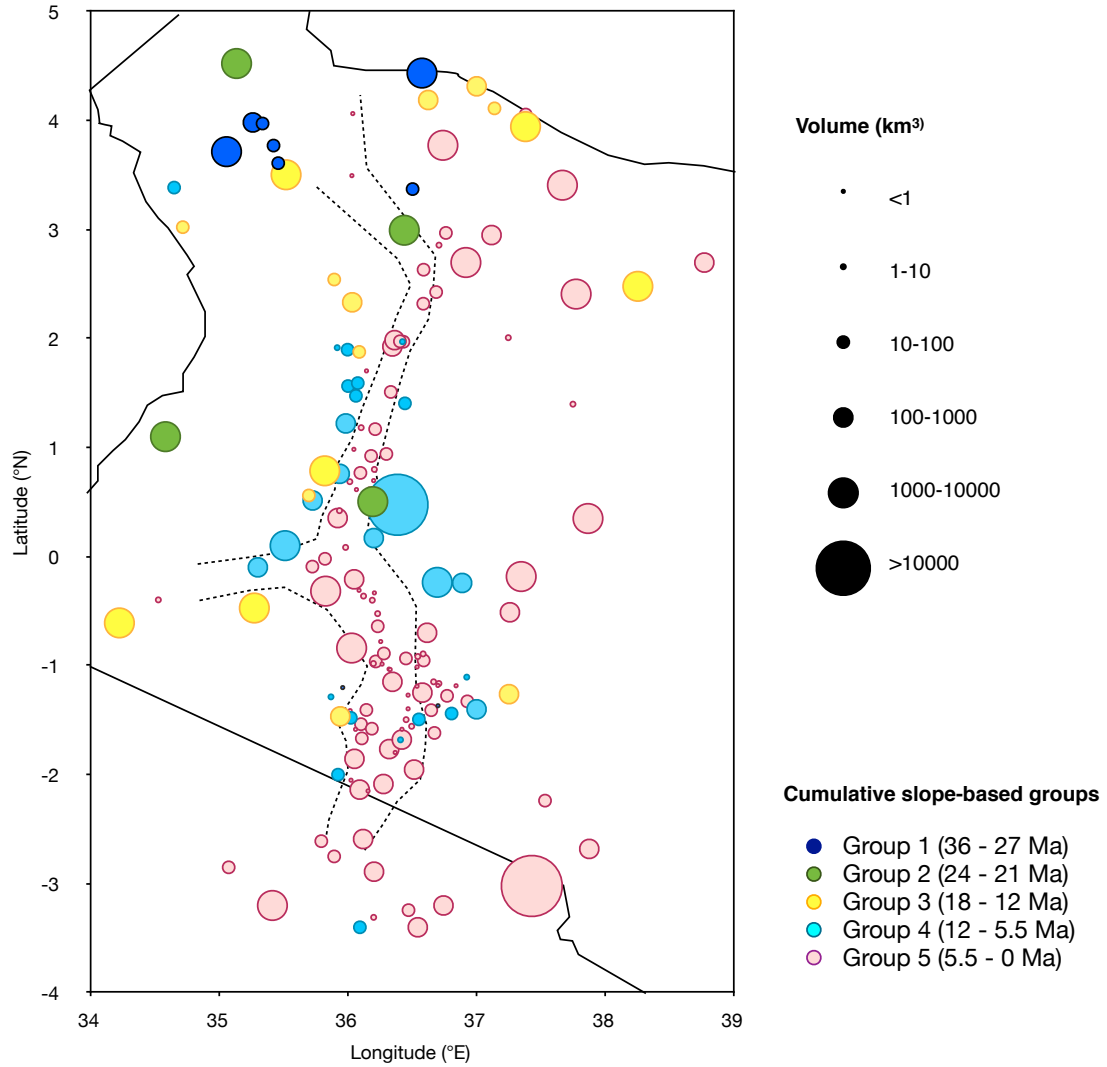 5
4
3
2
1
0
-1
-2
-3
-4
Latitude (°N)
34
35
36
37
38
39
Longitude (°E)
Volume (km³)
<1
1-10
10-100
100-1000
1000-10000
>10000
Cumulative slope-based groups
Group 1 (36 - 27 Ma)
Group 2 (24 - 21 Ma)
Group 3 (18 - 12 Ma)
Group 4 (12 - 5.5 Ma)
Group 5 (5.5 - 0 Ma)